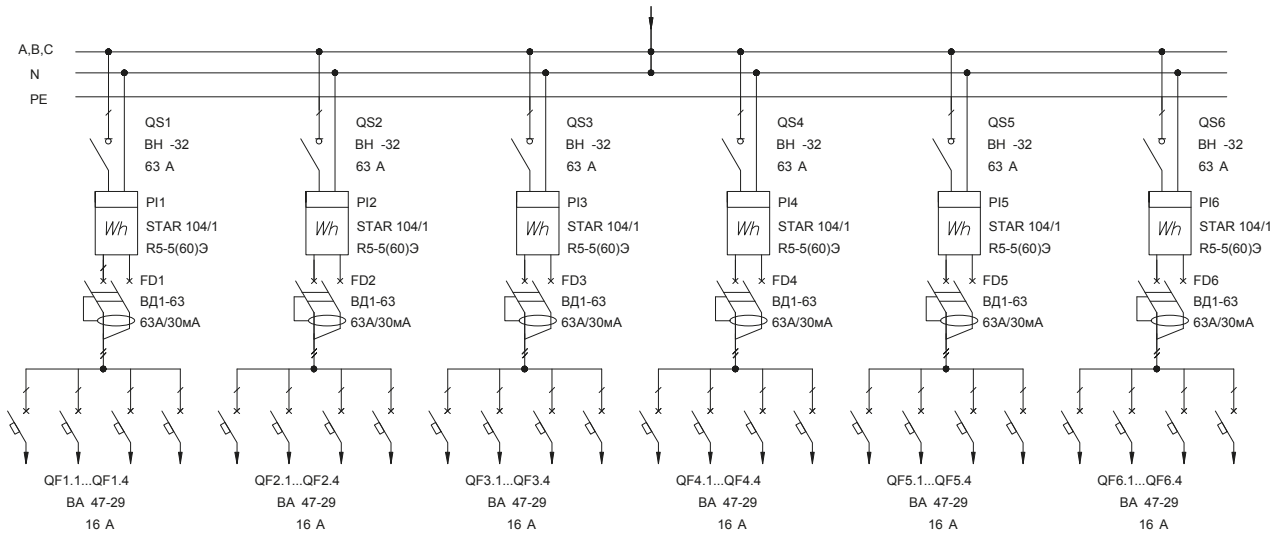 A,B,C
N
PE
QS1
ВН -32
63 А
QS2
ВН -32
63 А
QS3
ВН -32
63 А
QS4
ВН -32
63 А
QS5
ВН -32
63 А
QS6
ВН -32
63 А
PI1
Wh
STAR 104/1
R5-5(60)Э
PI2
Wh
STAR 104/1
R5-5(60)Э
PI3
Wh
STAR 104/1
R5-5(60)Э
PI4
Wh
STAR 104/1
R5-5(60)Э
PI5
Wh
STAR 104/1
R5-5(60)Э
PI6
Wh
STAR 104/1
R5-5(60)Э
FD1
ВД1-63
63А/30мА
FD2
ВД1-63
63А/30мА
FD3
ВД1-63
63А/30мА
FD4
ВД1-63
63А/30мА
FD5
ВД1-63
63А/30мА
FD6
ВД1-63
63А/30мА
QF1.1...QF1.4
ВА 47-29
16 А
QF2.1...QF2.4
ВА 47-29
16 А
QF3.1...QF3.4
ВА 47-29
16 А
QF4.1...QF4.4
ВА 47-29
16 А
QF5.1...QF5.4
ВА 47-29
16 А
QF6.1...QF6.4
ВА 47-29
16 А